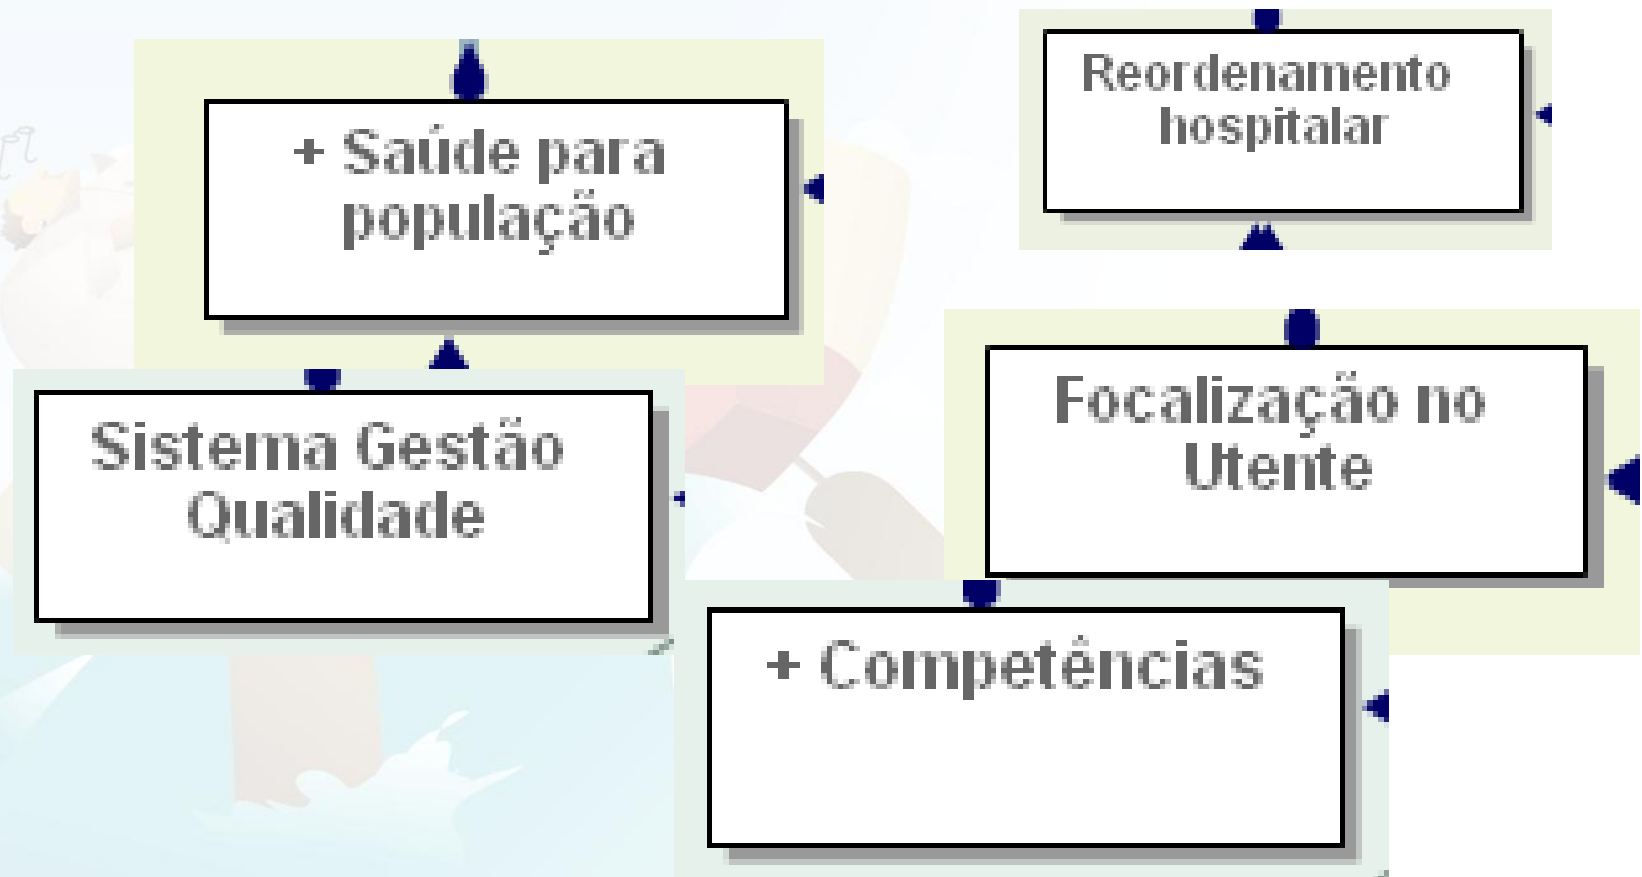 + Saúde para
população
Reordenamento
hospitalar
Sistema Gestão
Qualidade
Focalização no
Utente
+ Competências